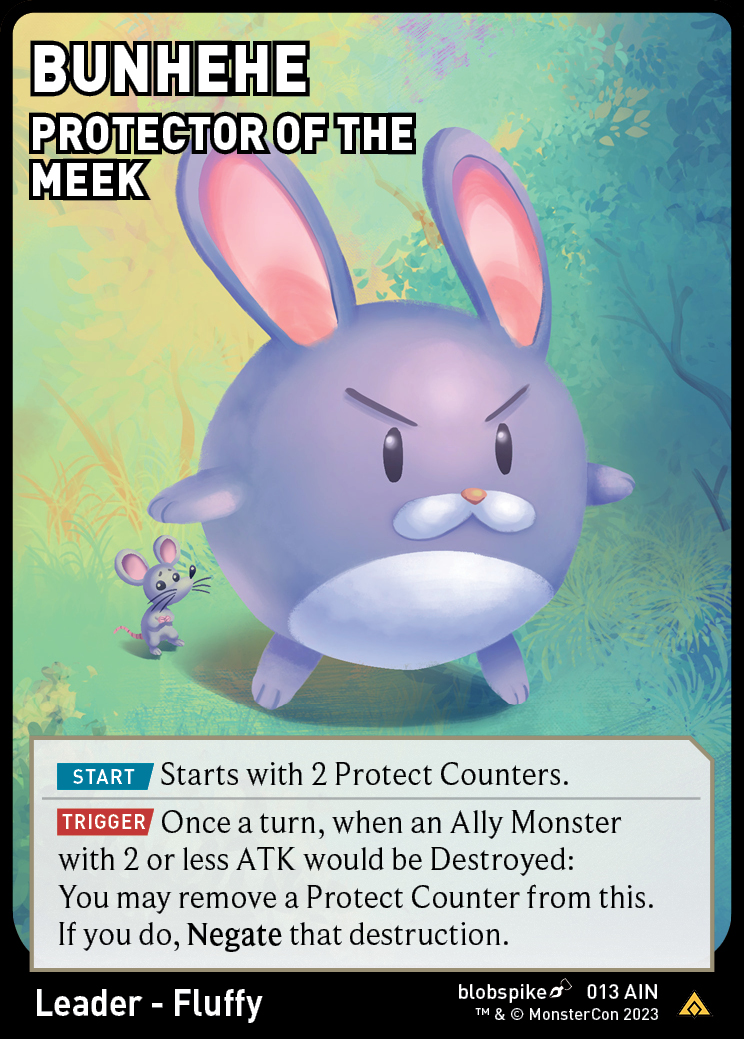 BUNHEHE
PROTECTOR OF THE
MEEK
START Starts with 2 Protect Counters.
TRIGGER Once a turn, when an Ally Monster
with 2 or less ATK would be Destroyed:
You may remove a Protect Counter from this.
If you do, Negate that destruction.
Leader - Fluffy
blobspike 013 AIN
™ & © MonsterCon 2023